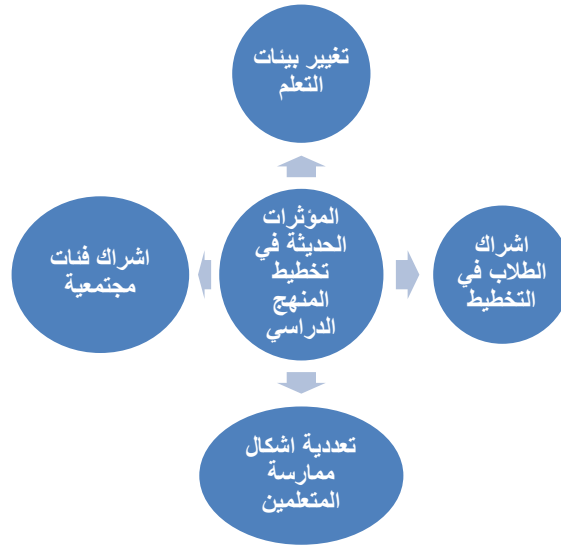 تغيير بيئات
التعلم
المؤثرات
الحديثة في
تخطيط
المنهج
الدراسي
اشراك
الطلاب في
التخطيط
اشراك فئات
مجتمعية
تعددية اشكال
ممارسة
المتعلمين